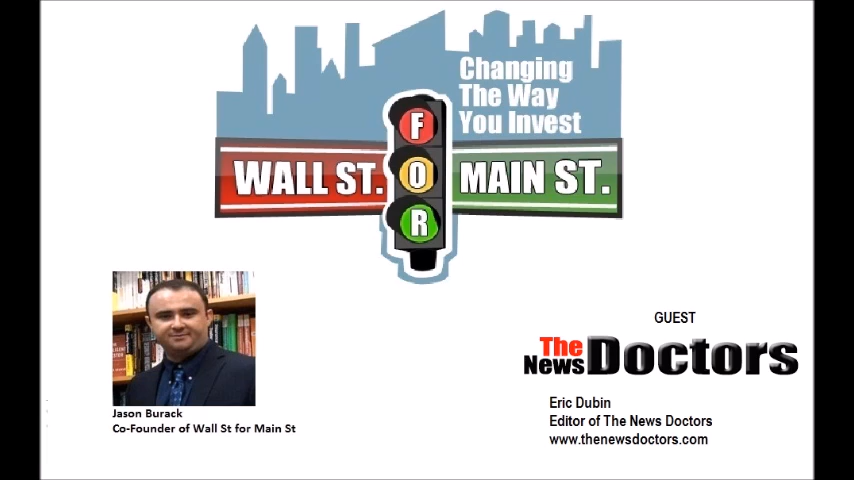 Changing
The Way
You Invest
WALL ST. FOR MAIN ST.
GUEST
The
News Doctors
Jason Burack
Co-Founder of Wall St for Main St
Eric Dubin
Editor of The News Doctors
www.thenewsdoctors.com